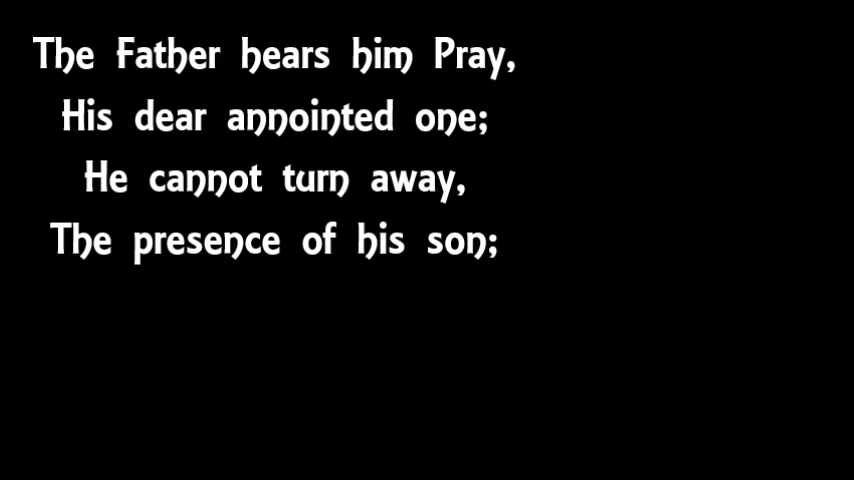 The Father hears him Pray,
His dear annointed one;
He cannot turn away,
The presence of his son;